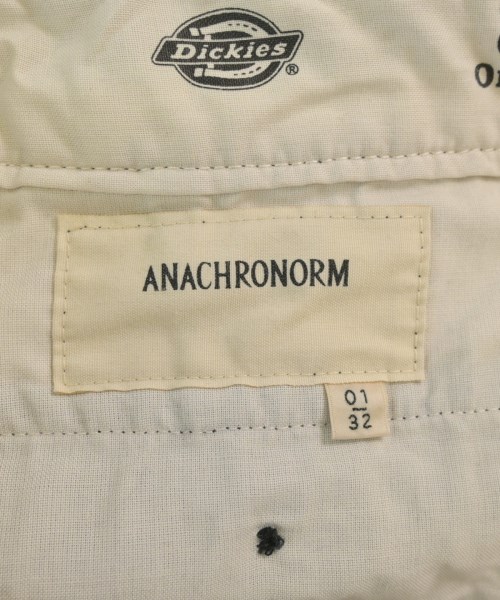 Dickies®
ANACHRONORM
01
32